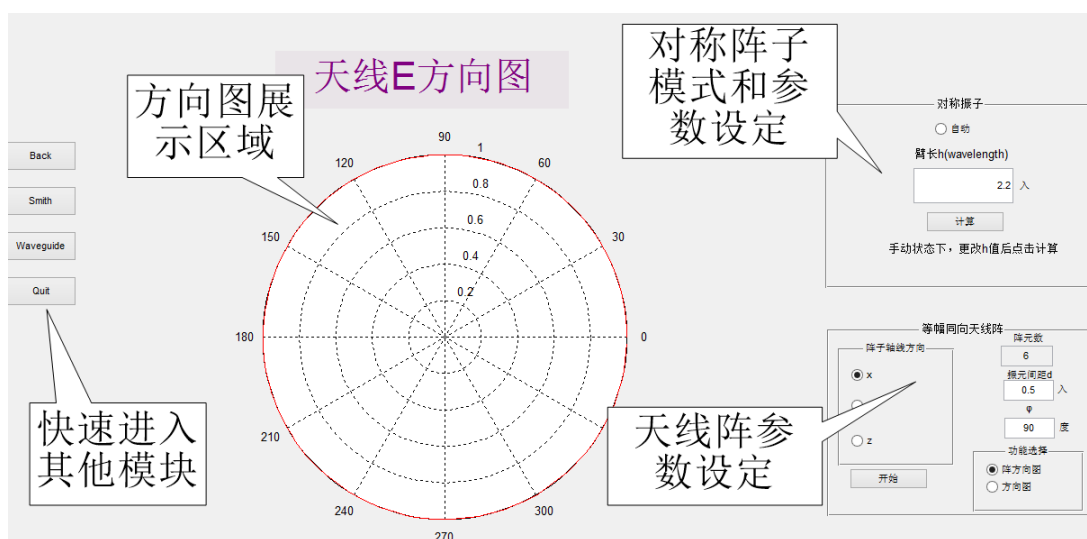 天线E方向图
方向图展
示区域
对称阵子
模式和参
数设定
Back
Smith
Waveguide
Quit
快速进入
其他模块
90
1
60
120
0.8
0.6
0.4
0.2
150
30
180
0
210
240
300
270
对称振子
自动
臂长h(wavelength)
2.2
入
计算
手动状态下，更改h值后点击计算
等幅同向天线阵
阵子轴线方向
x
z
开始
阵元数
6
振元间距d
0.5
入
φ
90
度
功能选择
阵方向图
方向图
天线阵参
数设定